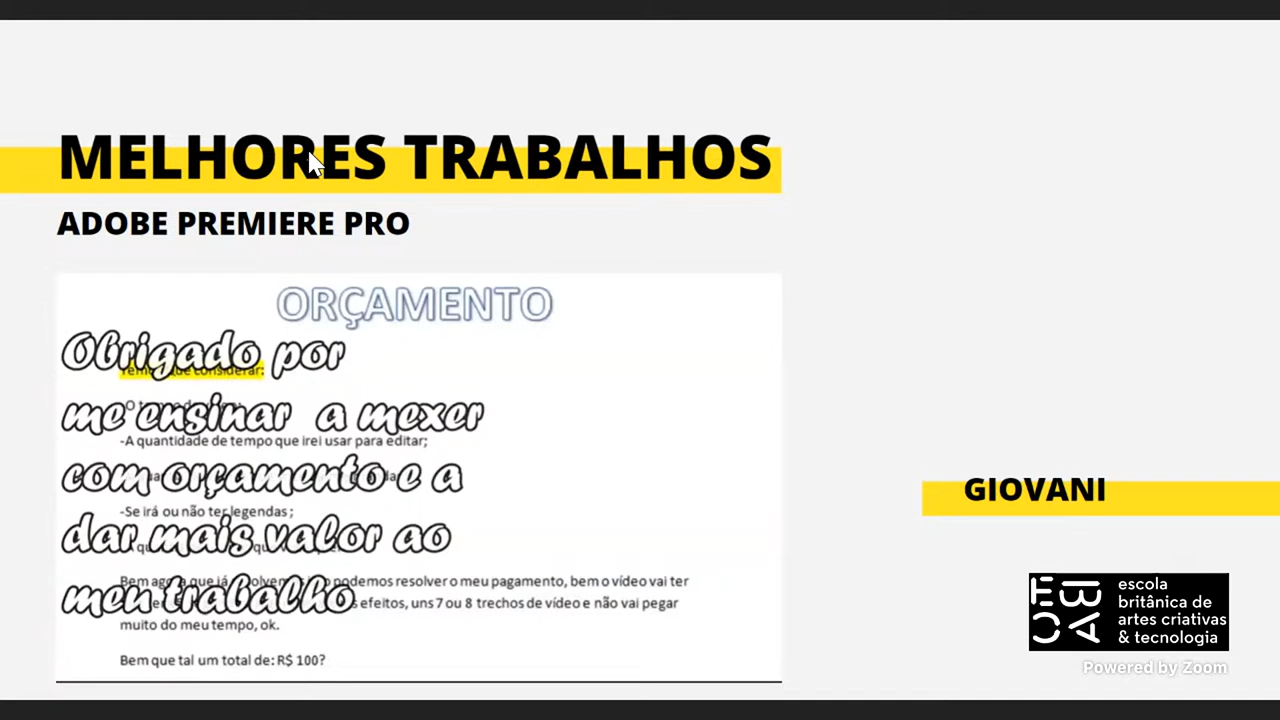 MELHORES TRABALHOS
ADOBE PREMIERE PRO
ORÇAMENTO
Obrigado por
me ensinar a mexer
-A quantidade de tempo que irei usar para editar;
com orçamento e a
-Se irá ou não ter legendas;
dar mais valor ao
Bem que já podemos resolver o meu pagamento, bem o vídeo vai ter
meu trabalho
efeitos, uns 7 ou 8 trechos de vídeo e não vai pegar
muito do meu tempo, ok.
Bem que tal um total de: R$ 100?
GIOVANI
escola
britânica de
artes criativas
& tecnologia
Powered by Zoom